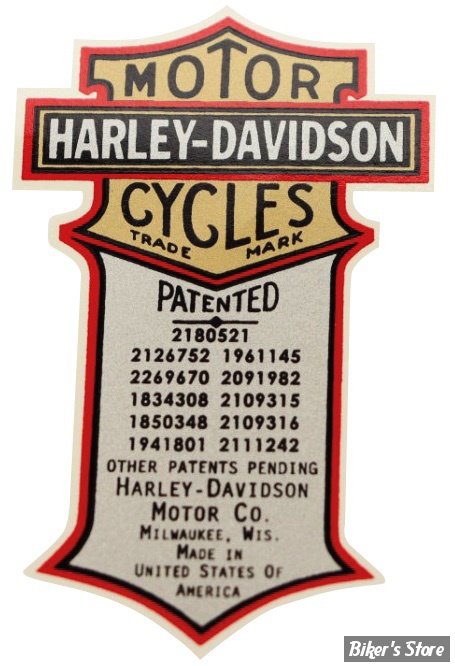 MOTOR
HARLEY-DAVIDSON
CYCLES
TRADE MARK
PATENTED
2180521
2126752 1961145
2269670 2091982
1834308 2109315
1850348 2109316
1941801 2111242
OTHER PATENTS PENDING
HARLEY-DAVIDSON
MOTOR CO.
MILWAUKEE, WIS.
MADE IN
UNITED STATES OF
AMERICA
Biker's Store